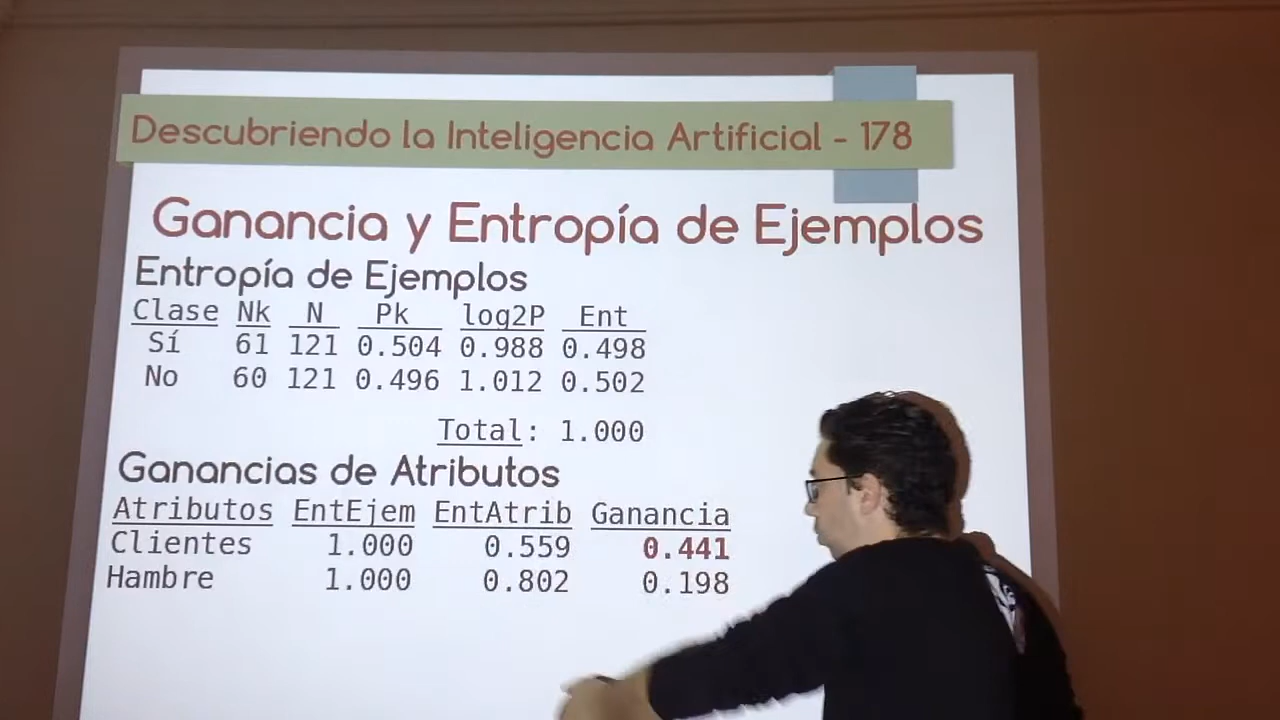 Descubriendo la Inteligencia Artificial - 178
Ganancia y Entropía de Ejemplos
Entropía de Ejemplos
Clase Nk N Pk log2P Ent
Sí 61 121 0.504 0.988 0.498
No 60 121 0.496 1.012 0.502
Total: 1.000
Ganancias de Atributos
Atributos EntEjem EntAtrib Ganancia
Clientes 1.000 0.559 0.441
Hambre 1.000 0.802 0.198